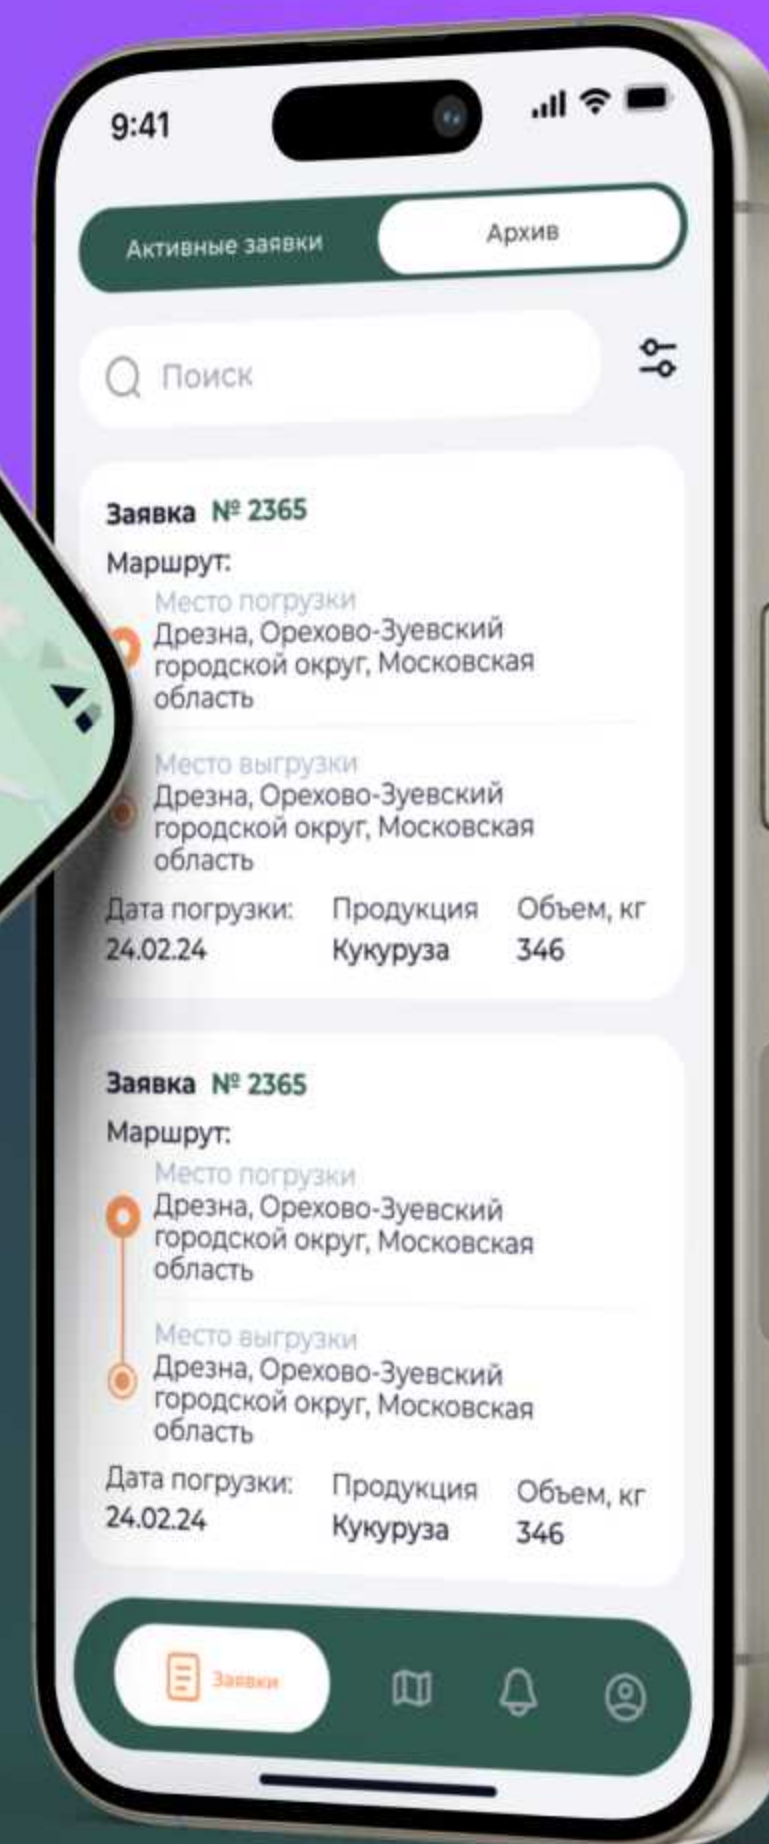 9:41
Активные заявки
Архив
Поиск
Заявка № 2365
Маршрут:
Место погрузки
Дрезна, Орехово-Зуевский
городской округ, Московская
область
Место выгрузки
Дрезна, Орехово-Зуевский
городской округ, Московская
область
Дата погрузки: Продукция Объем, кг
24.02.24 Кукуруза 346
Заявка № 2365
Маршрут:
Место погрузки
Дрезна, Орехово-Зуевский
городской округ, Московская
область
Место выгрузки
Дрезна, Орехово-Зуевский
городской округ, Московская
область
Дата погрузки: Продукция Объем, кг
24.02.24 Кукуруза 346
Заявки